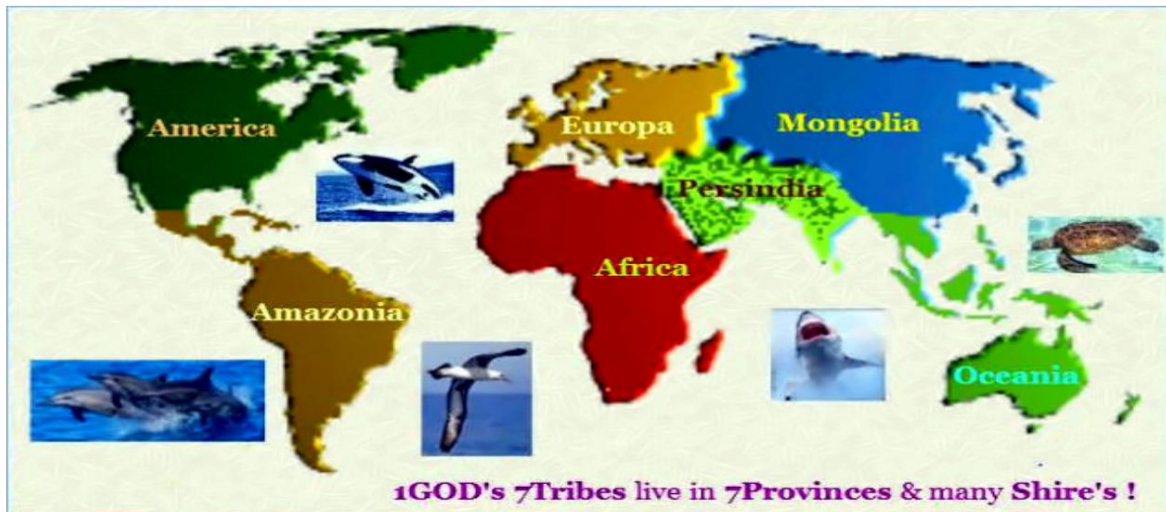 America
Europa
Mongolia
Persindia
Africa
Amazonia
Oceania
1GOD's 7Tribes live in 7Provinces & many Shire's !